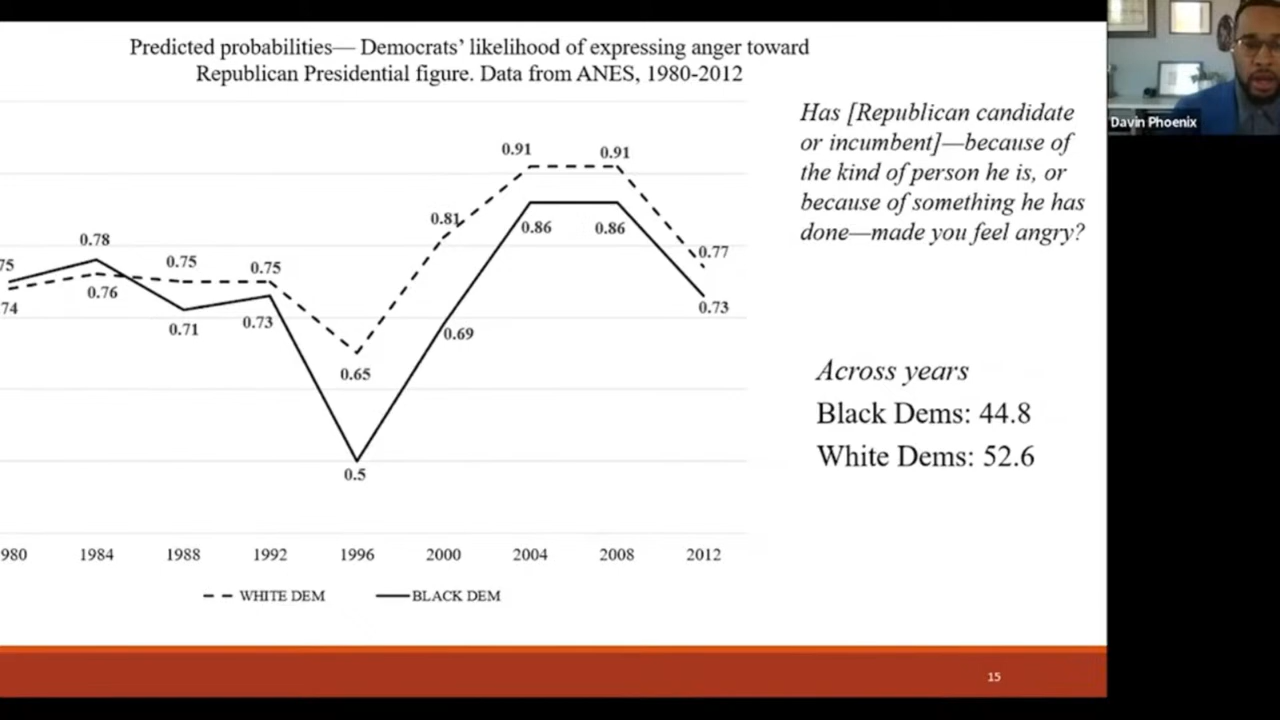 Predicted probabilities— Democrats' likelihood of expressing anger toward
Republican Presidential figure. Data from ANES, 1980-2012
Has [Republican candidate
or incumbent]—because of
the kind of person he is, or
because of something he has
done—made you feel angry?
Davin Phoenix
0.91
0.91
0.81
0.86
0.86
0.78
0.77
75
0.75
0.75
0.76
74
0.71
0.73
0.73
0.69
0.65
0.5
Across years
Black Dems: 44.8
White Dems: 52.6
980 1984 1988 1992 1996 2000 2004 2008 2012
WHITE DEM BLACK DEM
15